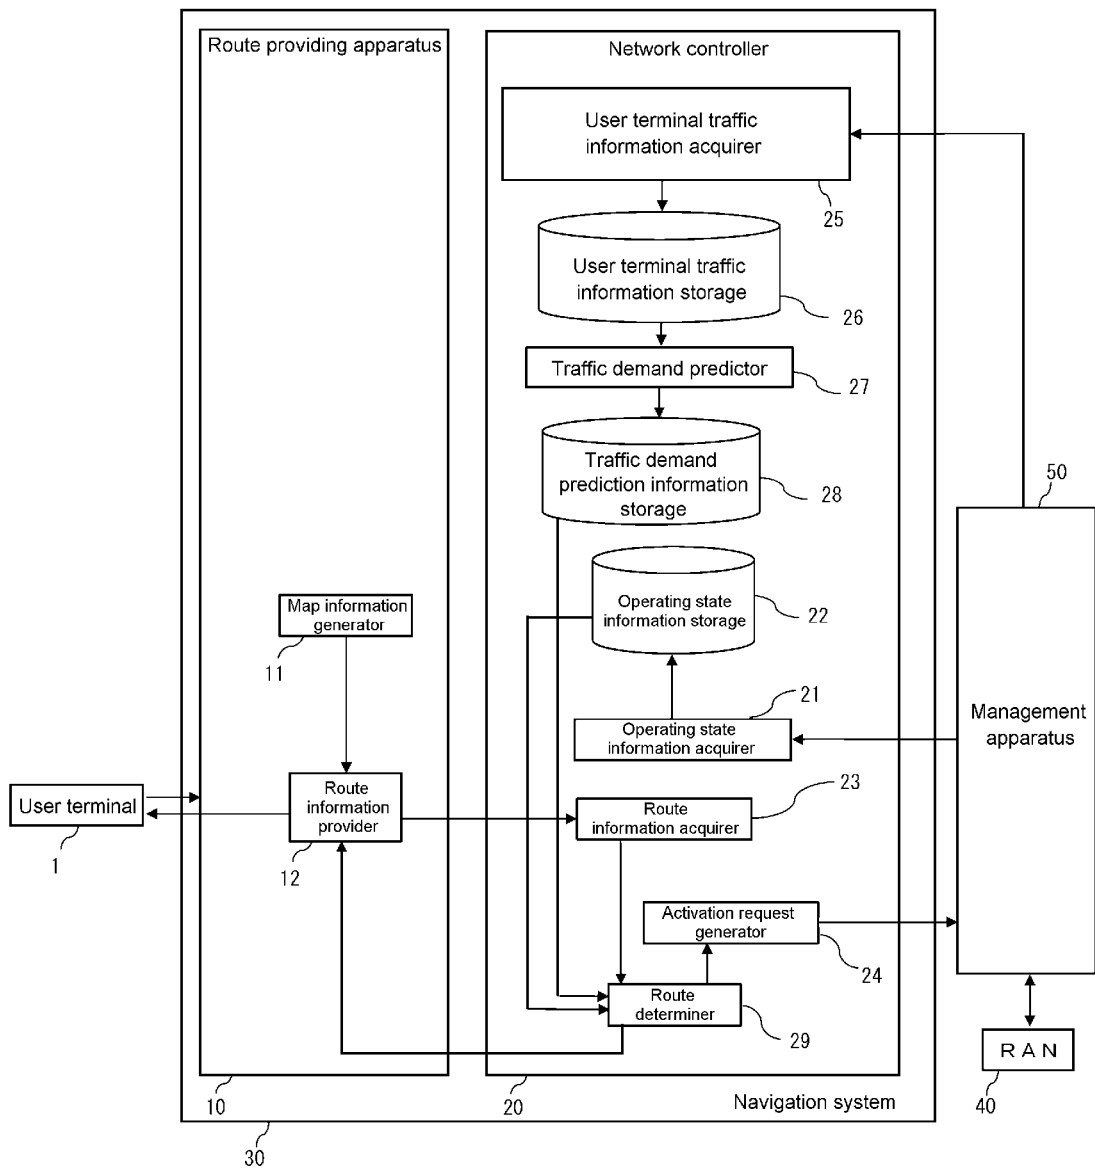 Route providing apparatus
Network controller
User terminal traffic
information acquirer
25
User terminal traffic
information storage
26
Traffic demand predictor
27
Traffic demand
prediction information
storage
28
50
Operating state
information storage
22
Map information
generator
11
21
Operating state
information acquirer
Management
apparatus
User terminal
1
Route
information
provider
12
23
Route
information acquirer
Activation request
generator
24
Route
determiner
29
RAN
40
10
20
Navigation system
30